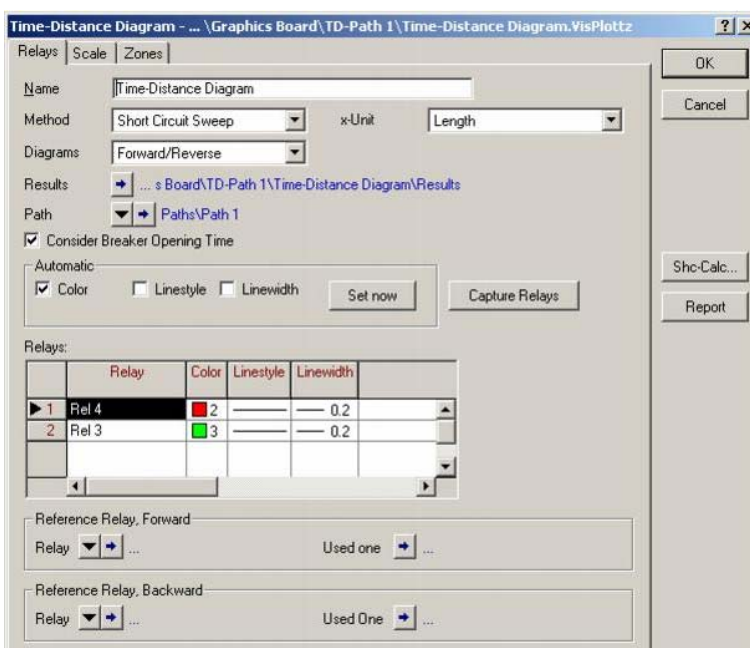 Time-Distance Diagram - ... \Graphics Board\TD-Path 1\Time-Distance Diagram.VisPlottz
Relays Scale Zones
OK
Cancel
Name Time-Distance Diagram
Method Short Circuit Sweep x-Unit Length
Diagrams Forward/Reverse
Results ... s Board\TD-Path 1\Time-Distance Diagram\Results
Path Paths\Path 1
Consider Breaker Opening Time
Automatic
Color Linestyle Linewidth Set now Capture Relays
Shc-Calc...
Report
Relays:
Relay Color Linestyle Linewidth
1 Rel 4 2 0.2
2 Rel 3 3 0.2
Reference Relay, Forward
Relay ... Used one ...
Reference Relay, Backward
Relay ... Used One ...